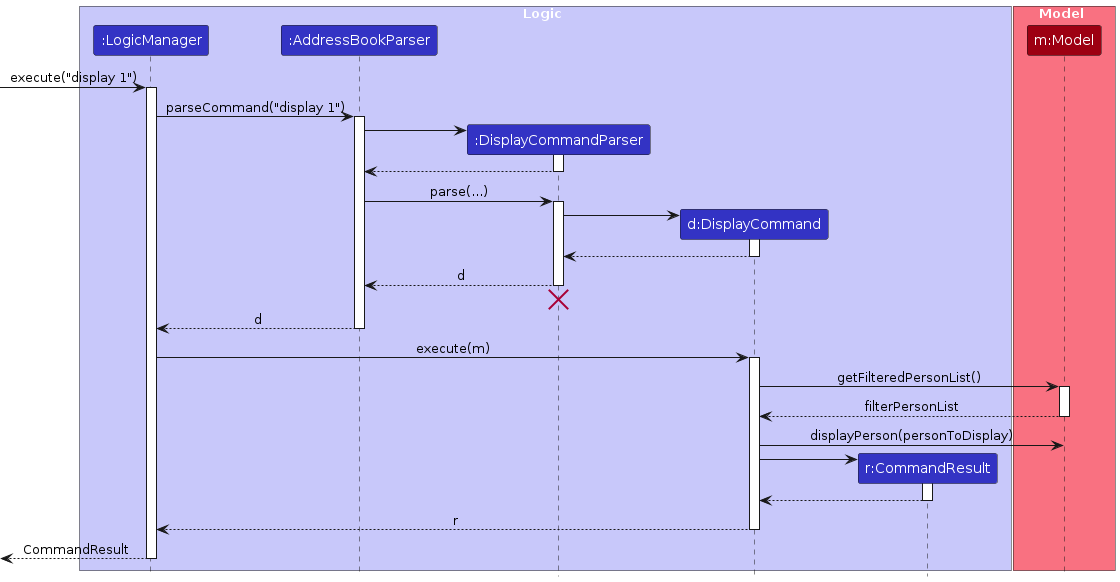 Logic
Model
:LogicManager
:AddressBookParser
m:Model
execute("display 1")
parseCommand("display 1")
:DisplayCommandParser
parse(...)
d:DisplayCommand
d
d
execute(m)
getFilteredPersonList()
filterPersonList
displayPerson(personToDisplay)
r:CommandResult
r
CommandResult